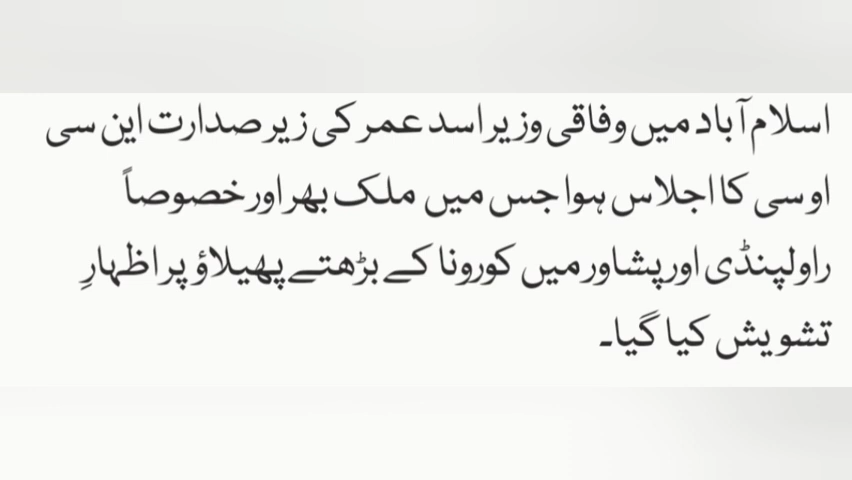 اسلام آباد میں وفاقی وزیر اسد عمر کی زیر صدارت این سی
او سی کا اجلاس ہوا جس میں ملک بھر اور خصوصاً
راولپنڈی اور پشاور میں کورونا کے بڑھتے پھیلاؤ پر اظہارِ
تشویش کیا گیا۔